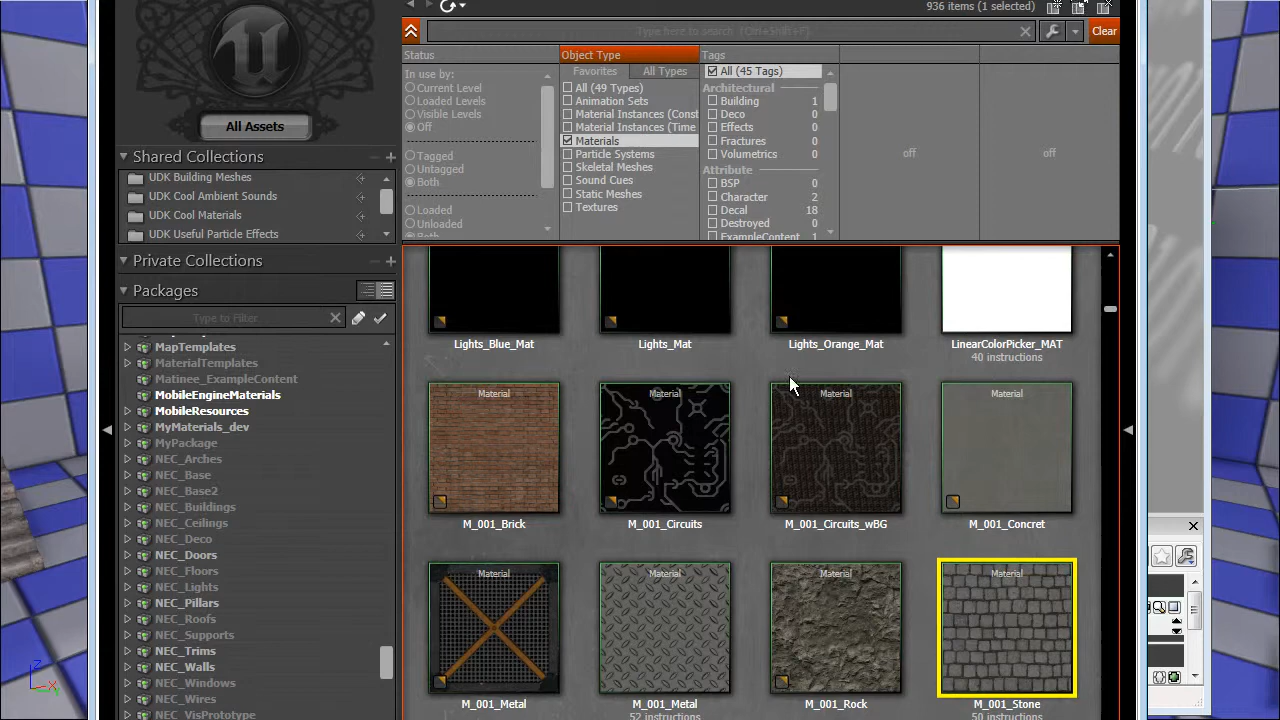 936 items (1 selected)
Type here to search (Ctrl+Shift+F)
Clear
Status
Object Type
Tags
In use by:
Current Level
Loaded Levels
Visible Levels
Off
Tagged
Untagged
Both
Loaded
Unloaded
Both
Favorites
All Types
All (49 Types)
Animation Sets
Material Instances (Const
Material Instances (Time
Materials
Particle Systems
Skeletal Meshes
Sound Cues
Static Meshes
Textures
All (45 Tags)
Architectural
Building 1
Deco 0
Effects 0
Fractures 0
Volumetrics 0
Attribute
BSP 0
Character 2
Decal 18
Destroyed 0
ExampleContent 1
off
off
All Assets
Shared Collections
UDK Building Meshes
UDK Cool Ambient Sounds
UDK Cool Materials
UDK Useful Particle Effects
Private Collections
Packages
Type to Filter
MapTemplates
MaterialTemplates
Matinee_ExampleContent
MobileEngineMaterials
MobileResources
MyMaterials_dev
MyPackage
NEC_Arches
NEC_Base
NEC_Base2
NEC_Buildings
NEC_Ceilings
NEC_Deco
NEC_Doors
NEC_Floors
NEC_Lights
NEC_Pillars
NEC_Roofs
NEC_Supports
NEC_Trims
NEC_Walls
NEC_Windows
NEC_Wires
NEC_VisPrototype
Lights_Blue_Mat
Lights_Mat
Lights_Orange_Mat
LinearColorPicker_MAT
40 instructions
Material
Material
Material
Material
M_001_Brick
M_001_Circuits
M_001_Circuits_wBG
M_001_Concret
Material
Material
Material
Material
M_001_Metal
M_001_Metal
M_001_Rock
M_001_Stone
52 instructions
50 instructions
Z
X
Y